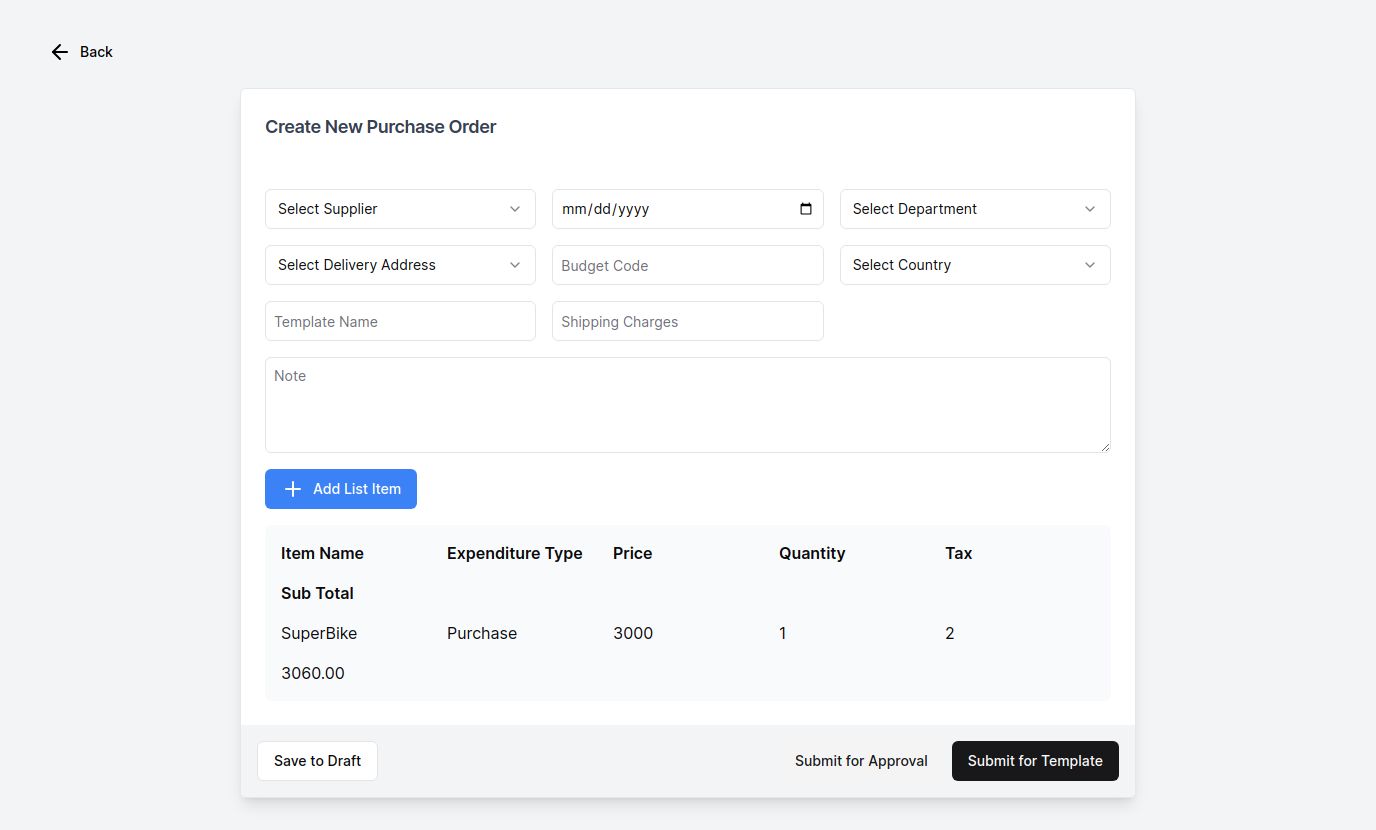 Back
Create New Purchase Order
Select Supplier mm/dd/yyyy Select Department
Select Delivery Address Budget Code Select Country
Template Name Shipping Charges
Note
Add List Item
Item Name Expenditure Type Price Quantity Tax
Sub Total
SuperBike Purchase 3000 1 2
3060.00
Save to Draft Submit for Approval Submit for Template